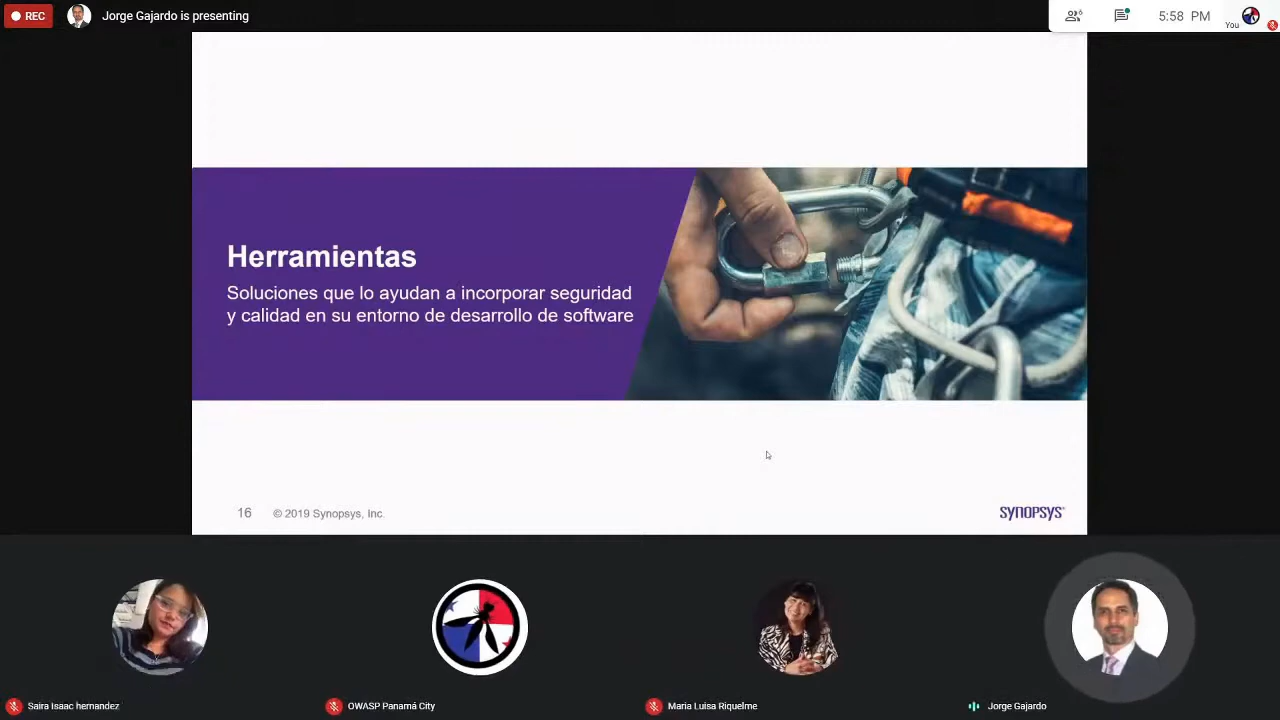 REC
Jorge Gajardo is presenting
6
5:58 PM
You
Herramientas
Soluciones que lo ayudan a incorporar seguridad
y calidad en su entorno de desarrollo de software
16
© 2019 Synopsys, Inc.
SYNOPSYS®
Saira Isaac hernandez
OWASP Panamá City
Maria Luisa Riquelme
Jorge Gajardo